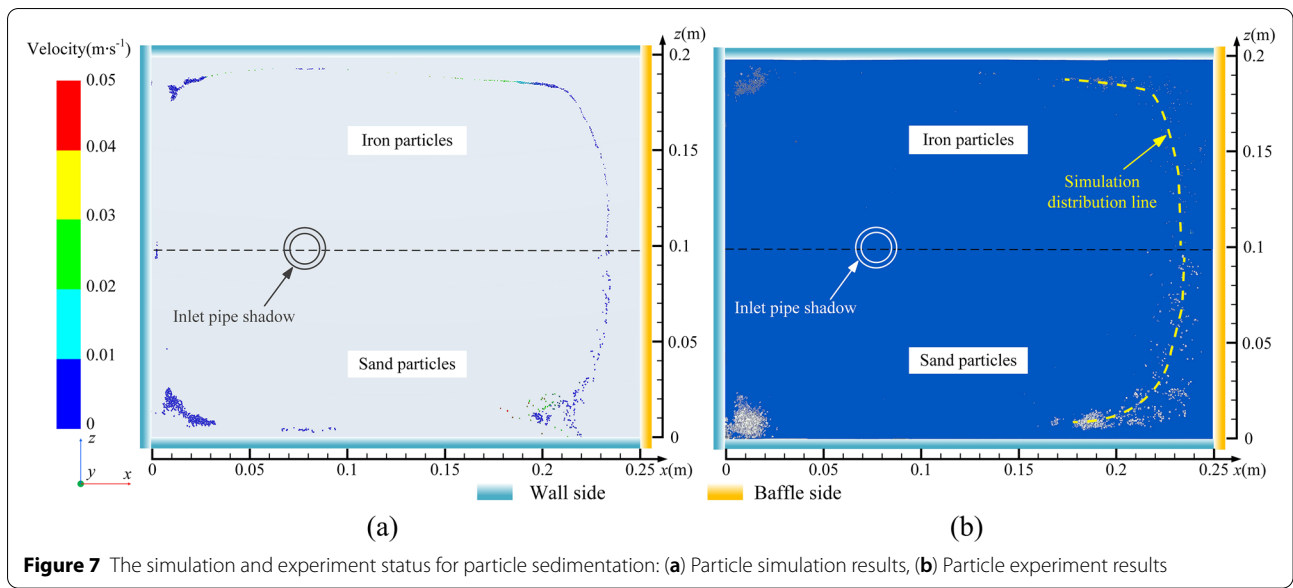 Velocity(m·s⁻¹)
0.05
0.04
0.03
0.02
0.01
0
z
y
x
z(m)
0.2
0.15
0.1
0.05
0
Iron particles
Inlet pipe shadow
Sand particles
0
0.05
0.1
0.15
0.2
0.25
x(m)
z(m)
0.2
0.15
0.1
0.05
0
Iron particles
Simulation
distribution line
Inlet pipe shadow
Sand particles
0
0.05
0.1
0.15
0.2
0.25
x(m)
Wall side
Baffle side
(a)
(b)
Figure 7 The simulation and experiment status for particle sedimentation: (a) Particle simulation results, (b) Particle experiment results